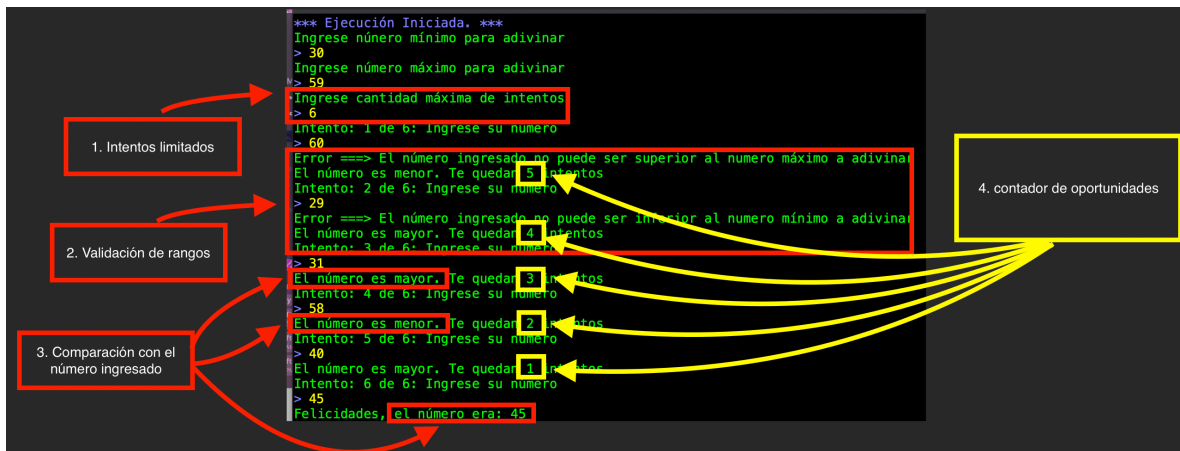 *** Ejecución Iniciada. ***
Ingrese núnero mínimo para adivinar
> 30
Ingrese número máximo para adivinar
> 59
Ingrese cantidad máxima de intentos
> 6
Intento: 1 de 6: Ingrese su número
> 60
Error ===> El número ingresado no puede ser superior al numero máximo a adivinar
El número es menor. Te quedan 5 intentos
Intento: 2 de 6: Ingrese su número
> 29
Error ===> El número ingresado no puede ser inferior al numero mínimo a adivinar
El número es mayor. Te quedan 4 intentos
Intento: 3 de 6: Ingrese su número
> 31
El número es mayor. Te quedan 3 intentos
Intento: 4 de 6: Ingrese su número
> 58
El número es menor. Te quedan 2 intentos
Intento: 5 de 6: Ingrese su número
> 40
El número es mayor. Te quedan 1 intentos
Intento: 6 de 6: Ingrese su número
> 45
Felicidades, el número era: 45
1. Intentos limitados
2. Validación de rangos
3. Comparación con el
número ingresado
4. contador de oportunidades